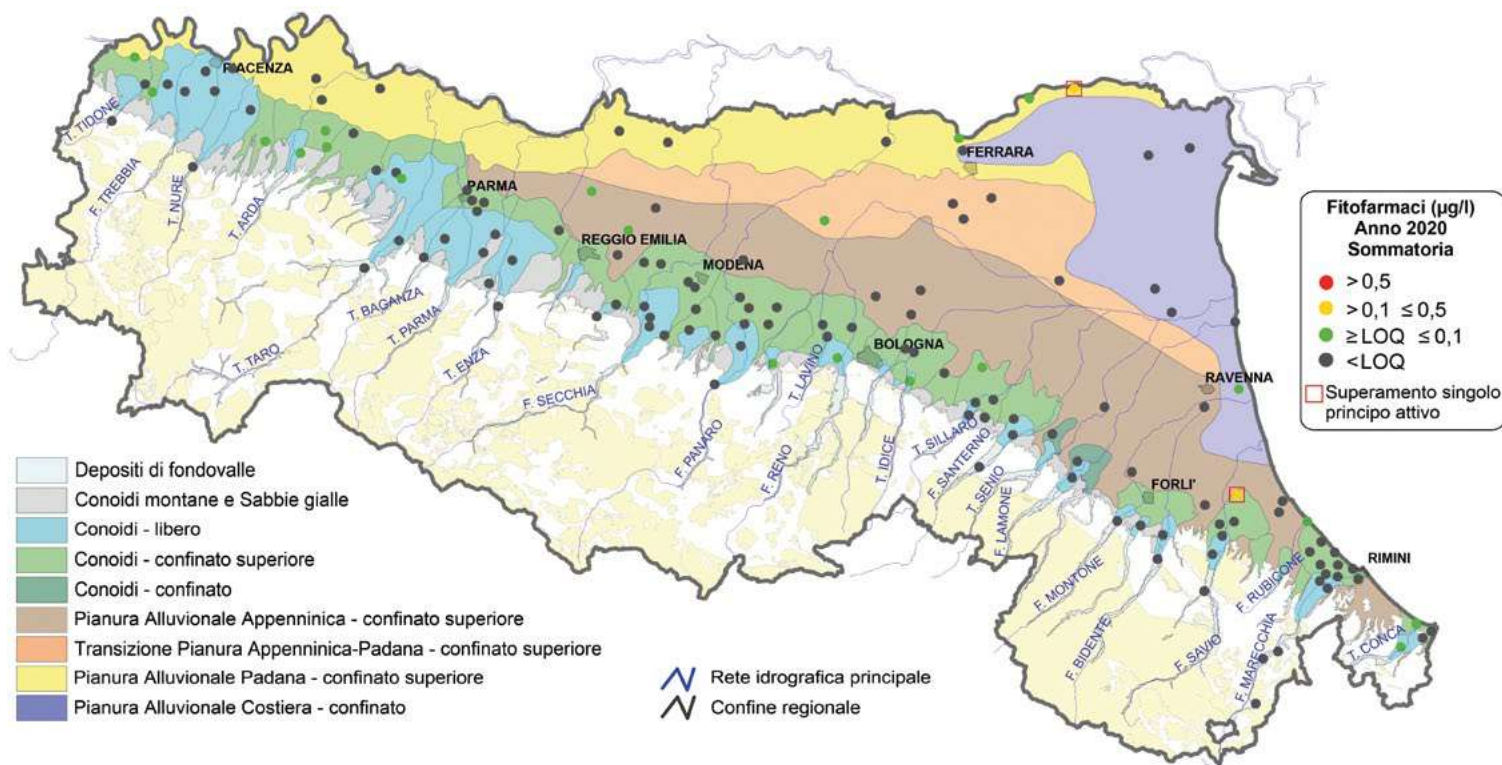 PIACENZA
T. TIDONE
F. TREBBIA
T. NURE
T. ARDA
PARMA
REGGIO EMILIA
MODENA
FERRARA
BOLOGNA
RAVENNA
FORLI'
RIMINI
T. TARO
T. BAGANZA
T. PARMA
T. ENZA
F. SECCHIA
F. PANARO
T. LAVINO
F. RENO
T. IDICE
T. SILLARO
F. SANTERNO
T. SENIO
F. LAMONE
F. MONTONE
F. BIDENTE
F. SAVIO
F. RUBICONE
F. MARECCHIA
T. CONCA
Fitofarmaci (µg/l)
Anno 2020
Sommatoria
> 0,5
> 0,1 ≤ 0,5
≥LOQ ≤ 0,1
<LOQ
Superamento singolo
principo attivo
Depositi di fondovalle
Conoidi montane e Sabbie gialle
Conoidi - libero
Conoidi - confinato superiore
Conoidi - confinato
Pianura Alluvionale Appenninica - confinato superiore
Transizione Pianura Appenninica-Padana - confinato superiore
Pianura Alluvionale Padana - confinato superiore
Pianura Alluvionale Costiera - confinato
Rete idrografica principale
Confine regionale